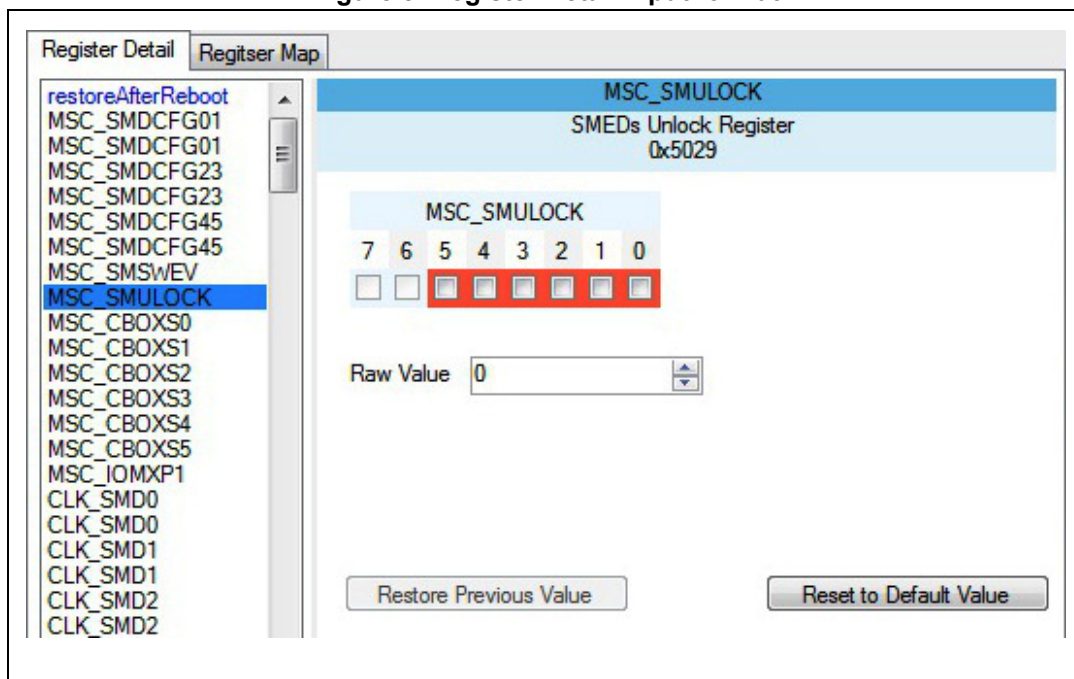 Register Detail Regitser Map
restoreAfterReboot
MSC_SMDCFG01
MSC_SMDCFG01
MSC_SMDCFG23
MSC_SMDCFG23
MSC_SMDCFG45
MSC_SMDCFG45
MSC_SMSWEV
MSC_SMULOCK
MSC_CBOXS0
MSC_CBOXS1
MSC_CBOXS2
MSC_CBOXS3
MSC_CBOXS4
MSC_CBOXS5
MSC_IOMXP1
CLK_SMD0
CLK_SMD0
CLK_SMD1
CLK_SMD1
CLK_SMD2
CLK_SMD2
MSC_SMULOCK
SMEDs Unlock Register
0x5029
MSC_SMULOCK
7 6 5 4 3 2 1 0
Raw Value 0
Restore Previous Value Reset to Default Value